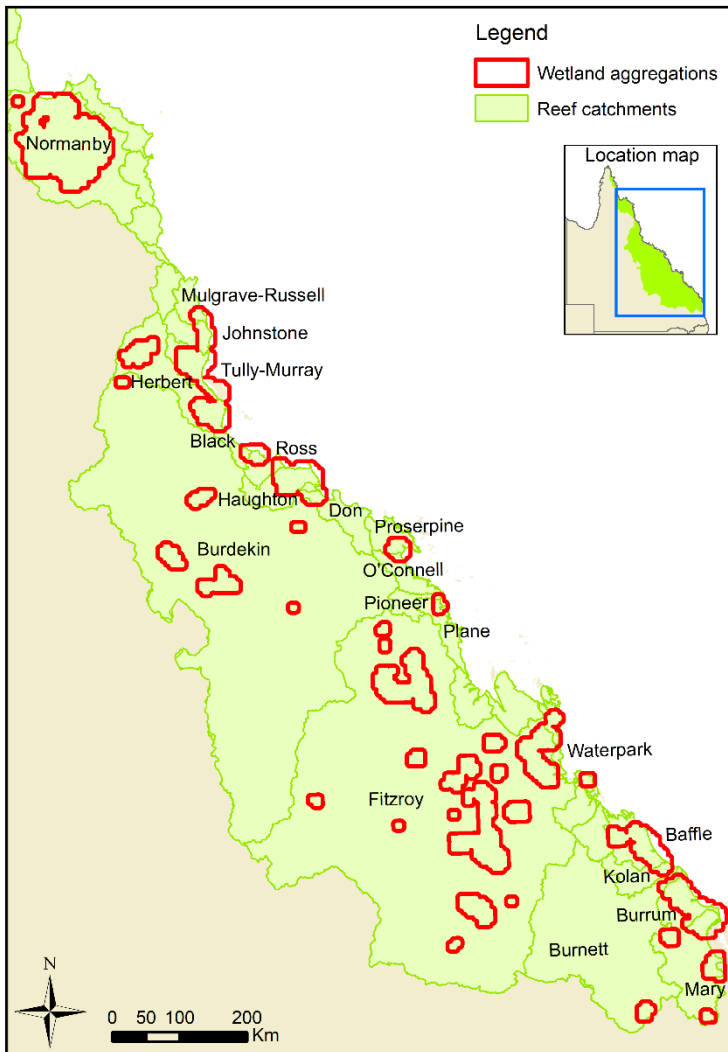 Legend
Wetland aggregations
Reef catchments
Location map
Normanby
Mulgrave-Russell
Johnstone
Tully-Murray
Herbert
Black
Ross
Haughton
Don
Proserpine
Burdekin
O'Connell
Pioneer
Plane
Waterpark
Fitzroy
Baffle
Kolan
Burrum
Burnett
Mary
N
0 50 100 200
Km